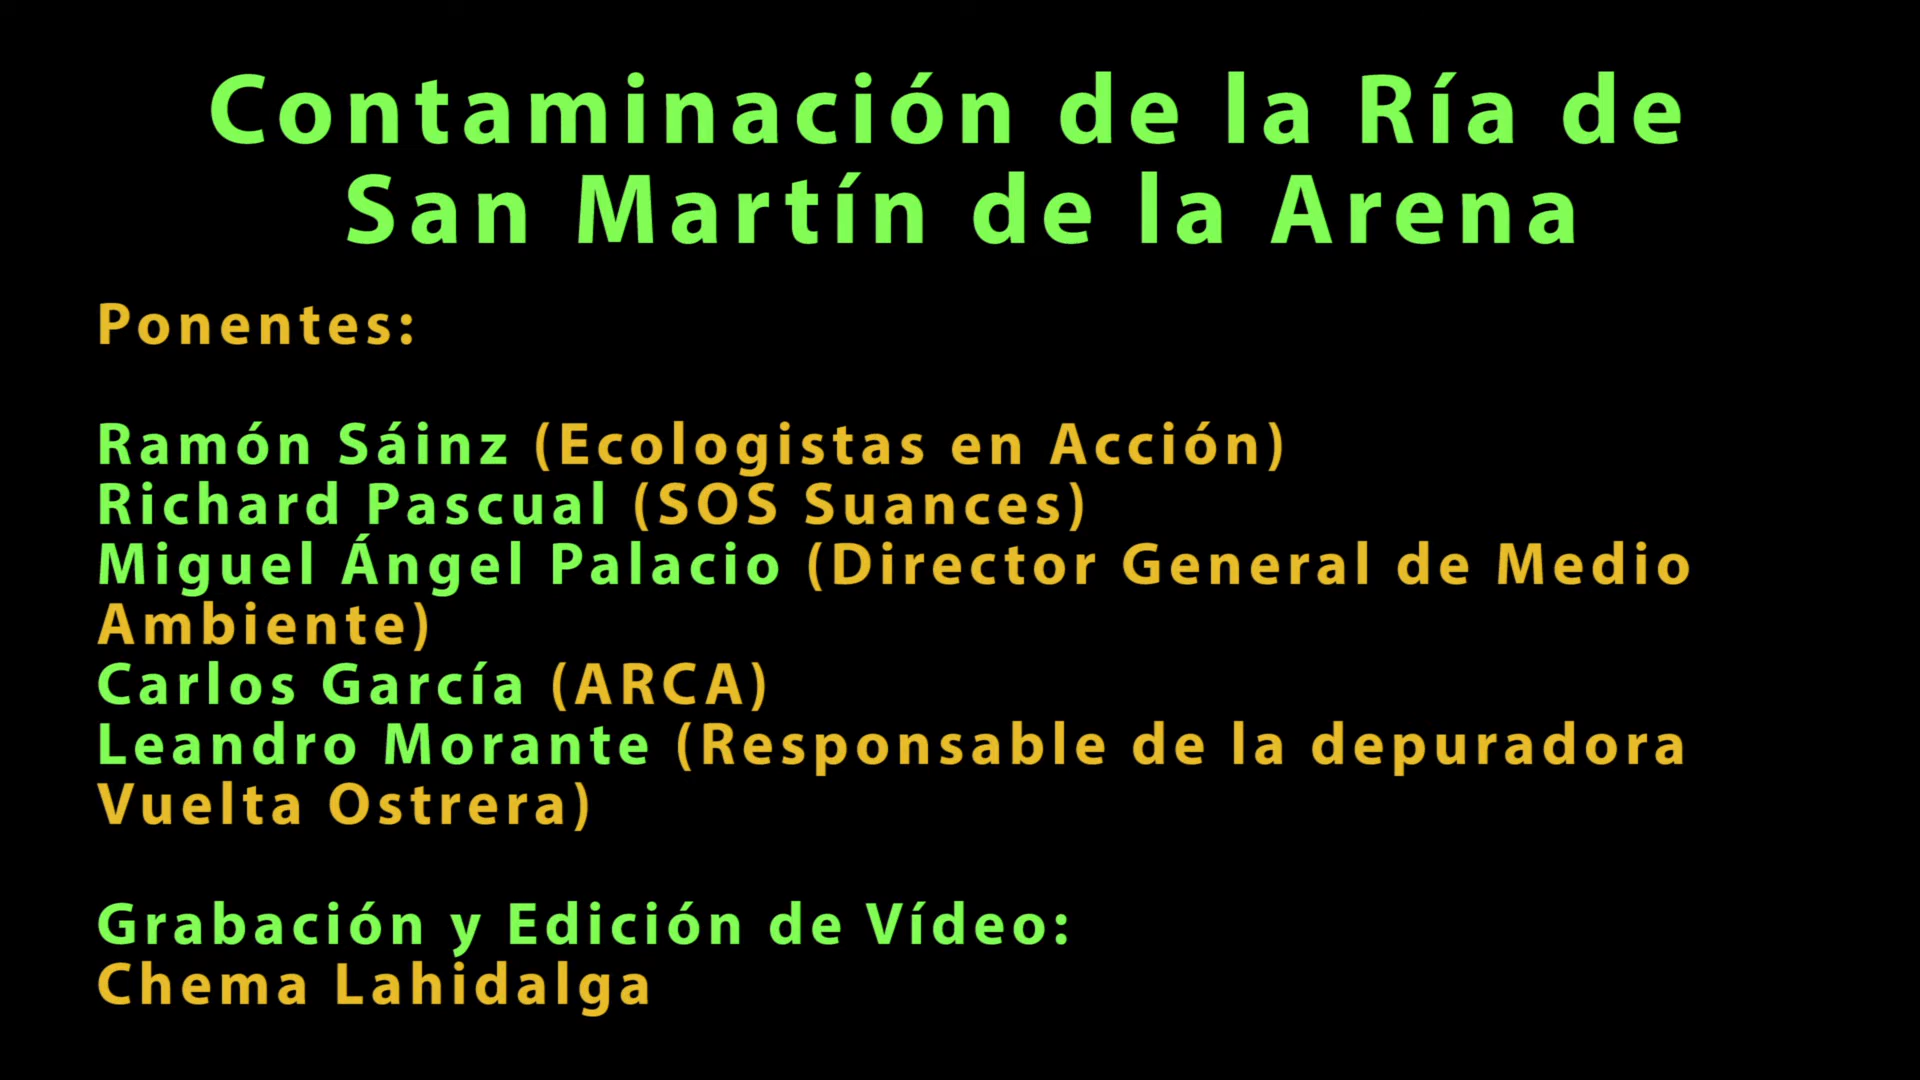 Contaminación de la Ría de
San Martín de la Arena
Ponentes:
Ramón Sáinz (Ecologistas en Acción)
Richard Pascual (SOS Suances)
Miguel Ángel Palacio (Director General de Medio
Ambiente)
Carlos García (ARCA)
Leandro Morante (Responsable de la depuradora
Vuelta Ostrera)
Grabación y Edición de Vídeo:
Chema Lahidalga